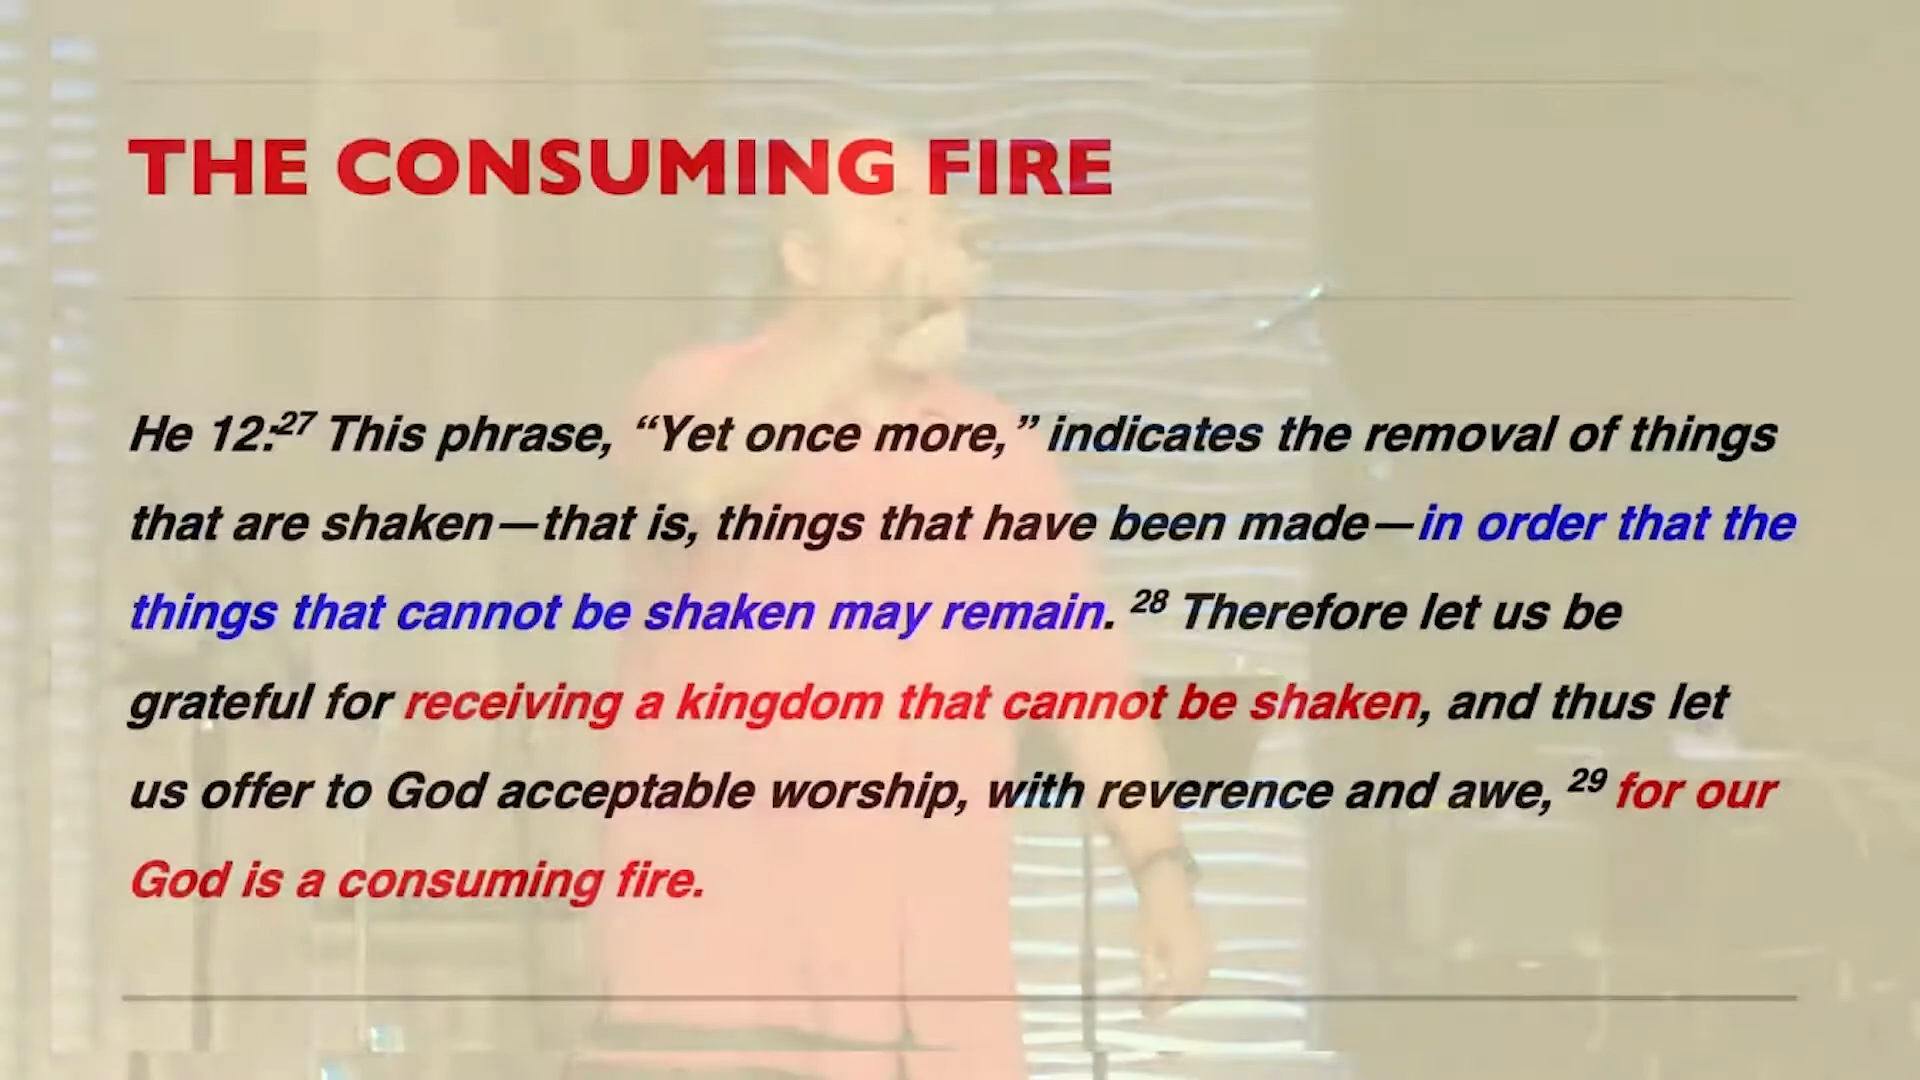 THE CONSUMING FIRE
He 12:27 This phrase, “Yet once more,” indicates the removal of things
that are shaken—that is, things that have been made—in order that the
things that cannot be shaken may remain. 28 Therefore let us be
grateful for receiving a kingdom that cannot be shaken, and thus let
us offer to God acceptable worship, with reverence and awe, 29 for our
God is a consuming fire.